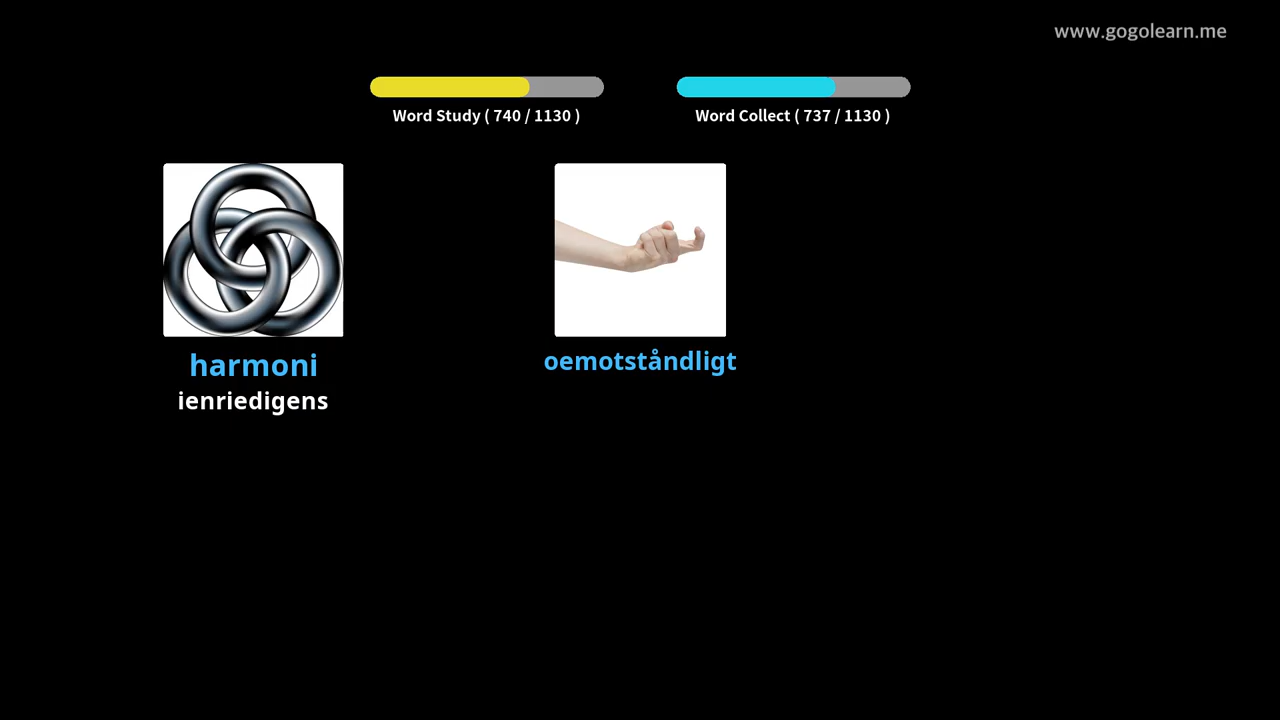 www.gogolearn.me
Word Study ( 740 / 1130 )
Word Collect ( 737 / 1130 )
harmoni
ienriedigens
oemotståndligt